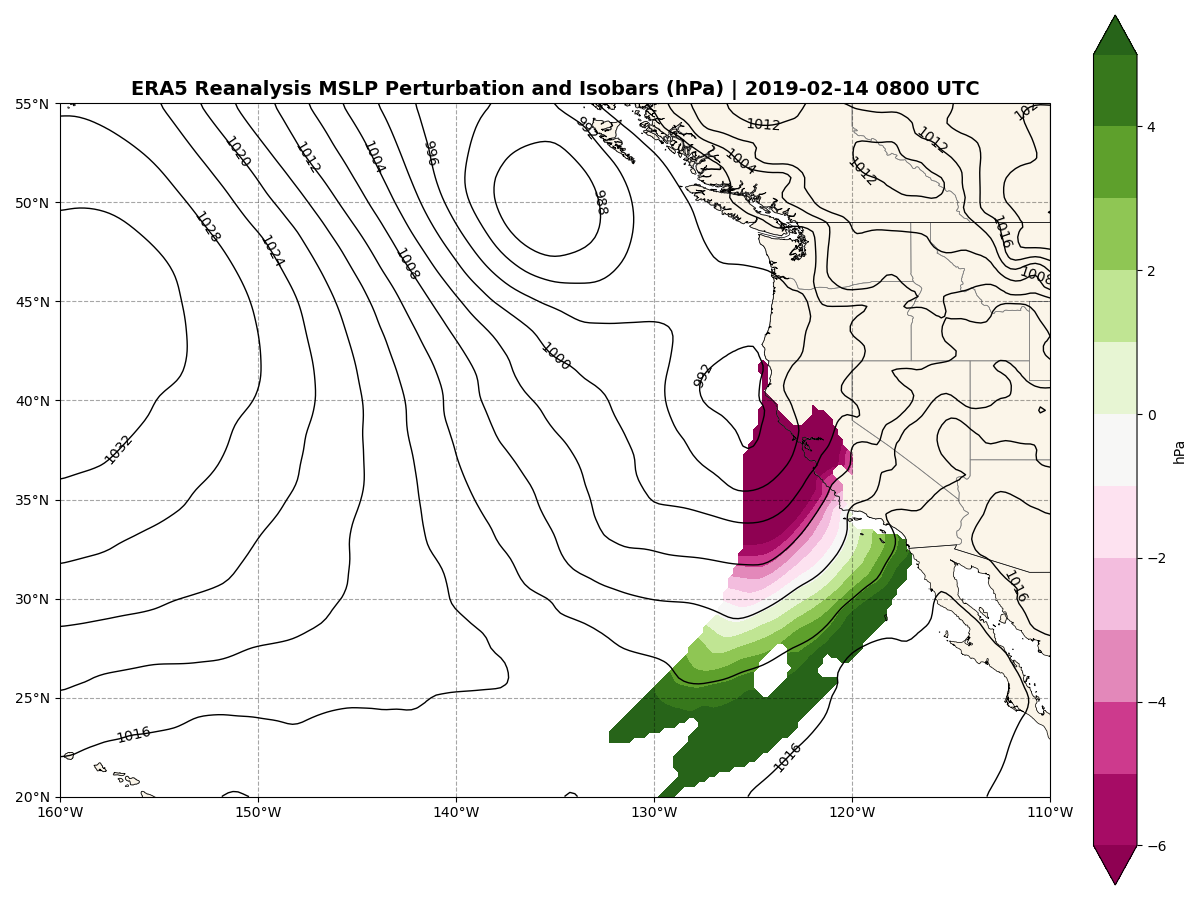 ERA5 Reanalysis MSLP Perturbation and Isobars (hPa) | 2019-02-14 0800 UTC
55°N
50°N
45°N
40°N
35°N
30°N
25°N
20°N
160°W
150°W
140°W
130°W
120°W
110°W
1020
1012
1004
996
992
988
1028
1024
1008
1000
992
1032
1016
1016
1016
1004
1012
1012
1012
102
1016
1008
4
2
0
−2
−4
−6
hPa